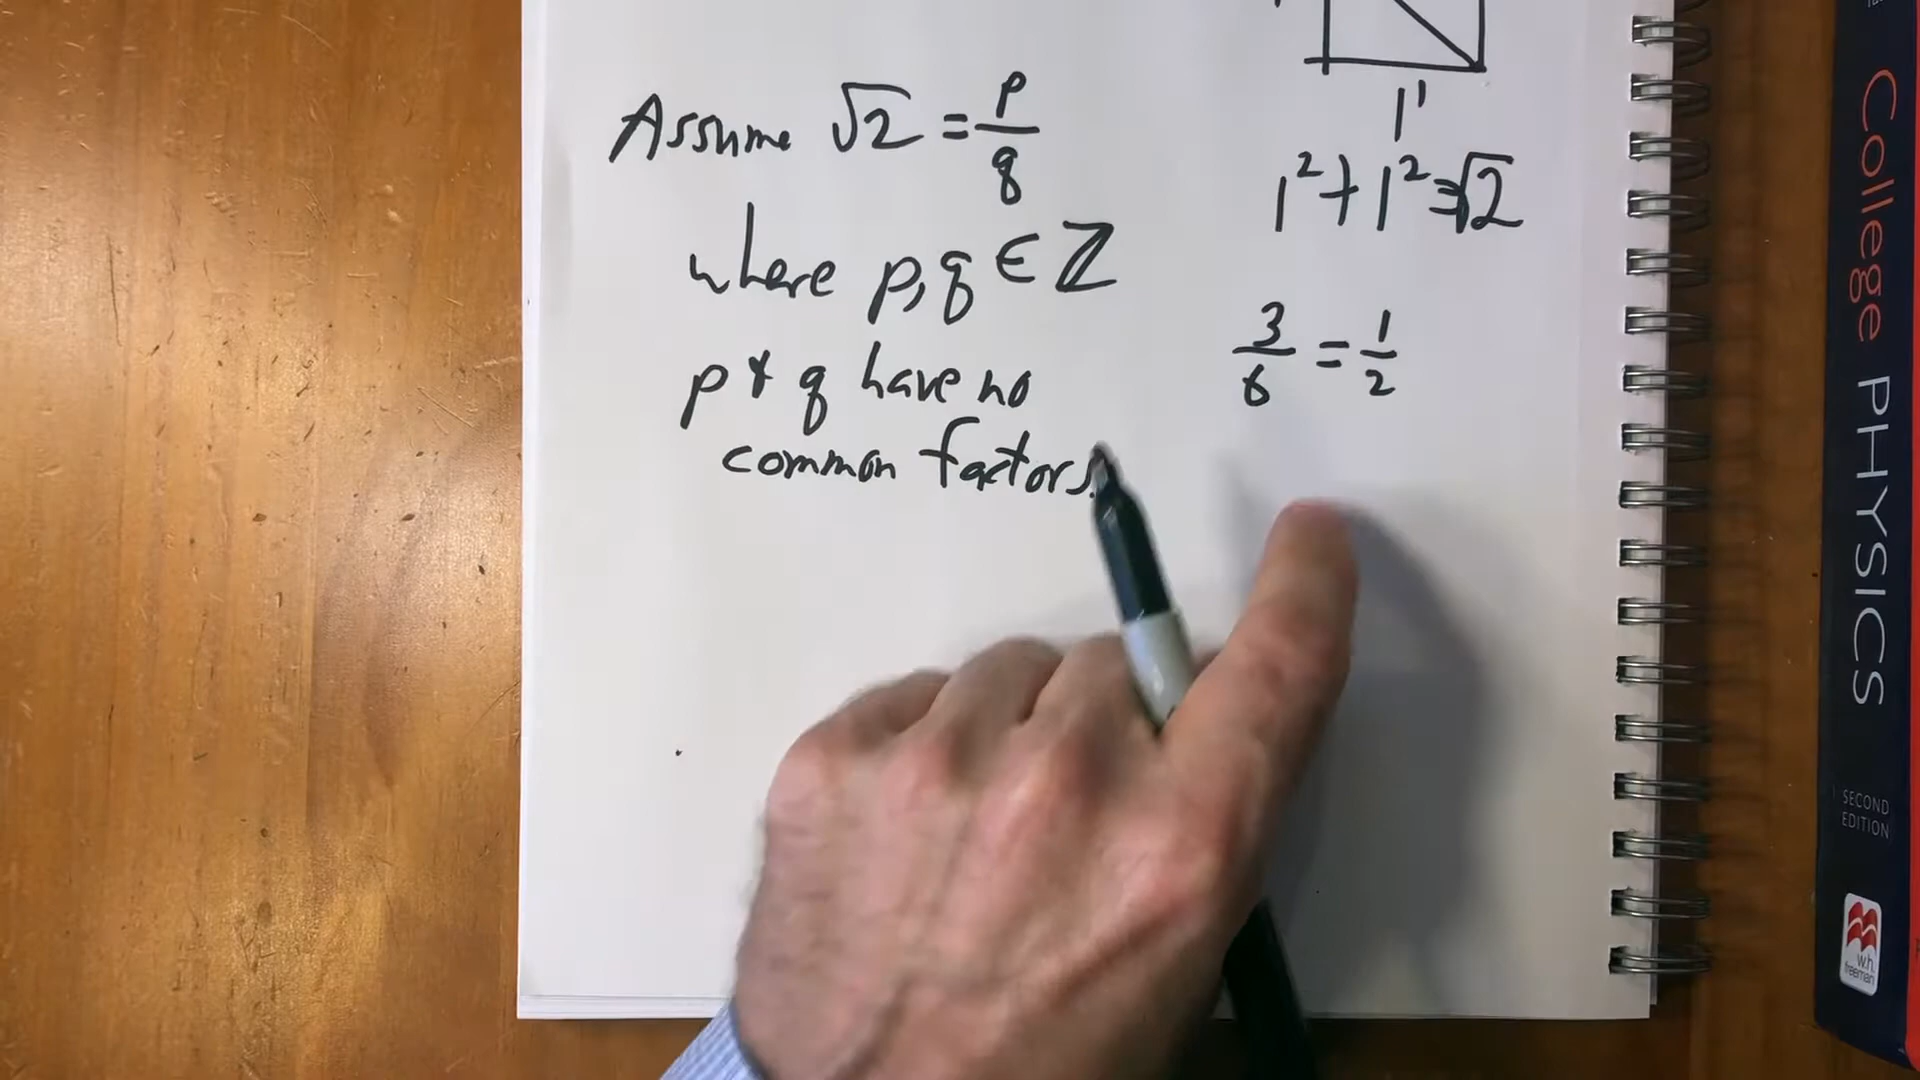 Assume √2 = p/q
where p,q ∈ ℤ
p & q have no
common factors.
1'
1² + 1² = √2
3/6 = 1/2
College PHYSICS
SECOND
EDITION
w.h.
freeman